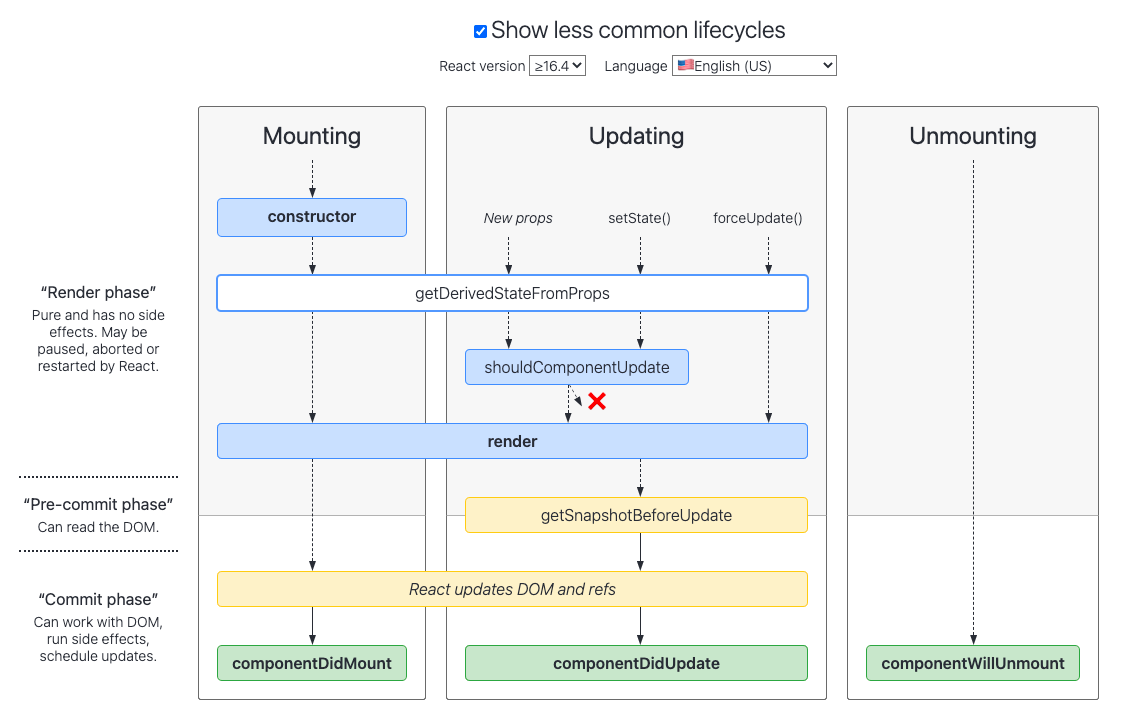 Show less common lifecycles
React version ≥16.4 Language English (US)
Mounting
Updating
Unmounting
constructor
New props
setState()
forceUpdate()
getDerivedStateFromProps
“Render phase”
Pure and has no side
effects. May be
paused, aborted or
restarted by React.
shouldComponentUpdate
render
“Pre-commit phase”
Can read the DOM.
getSnapshotBeforeUpdate
React updates DOM and refs
“Commit phase”
Can work with DOM,
run side effects,
schedule updates.
componentDidMount
componentDidUpdate
componentWillUnmount